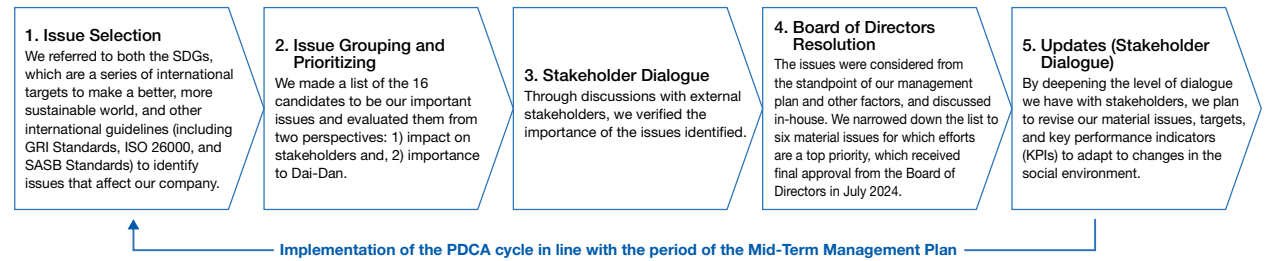 1. Issue Selection
We referred to both the SDGs,
which are a series of international
targets to make a better, more
sustainable world, and other
international guidelines (including
GRI Standards, ISO 26000, and
SASB Standards) to identify
issues that affect our company.
2. Issue Grouping and
Prioritizing
We made a list of the 16
candidates to be our important
issues and evaluated them from
two perspectives: 1) impact on
stakeholders and, 2) importance
to Dai-Dan.
3. Stakeholder Dialogue
Through discussions with external
stakeholders, we verified the
importance of the issues identified.
4. Board of Directors
Resolution
The issues were considered from
the standpoint of our management
plan and other factors, and discussed
in-house. We narrowed down the list to
six material issues for which efforts
are a top priority, which received
final approval from the Board of
Directors in July 2024.
5. Updates (Stakeholder
Dialogue)
By deepening the level of dialogue
we have with stakeholders, we plan
to revise our material issues, targets,
and key performance indicators
(KPIs) to adapt to changes in the
social environment.
Implementation of the PDCA cycle in line with the period of the Mid-Term Management Plan